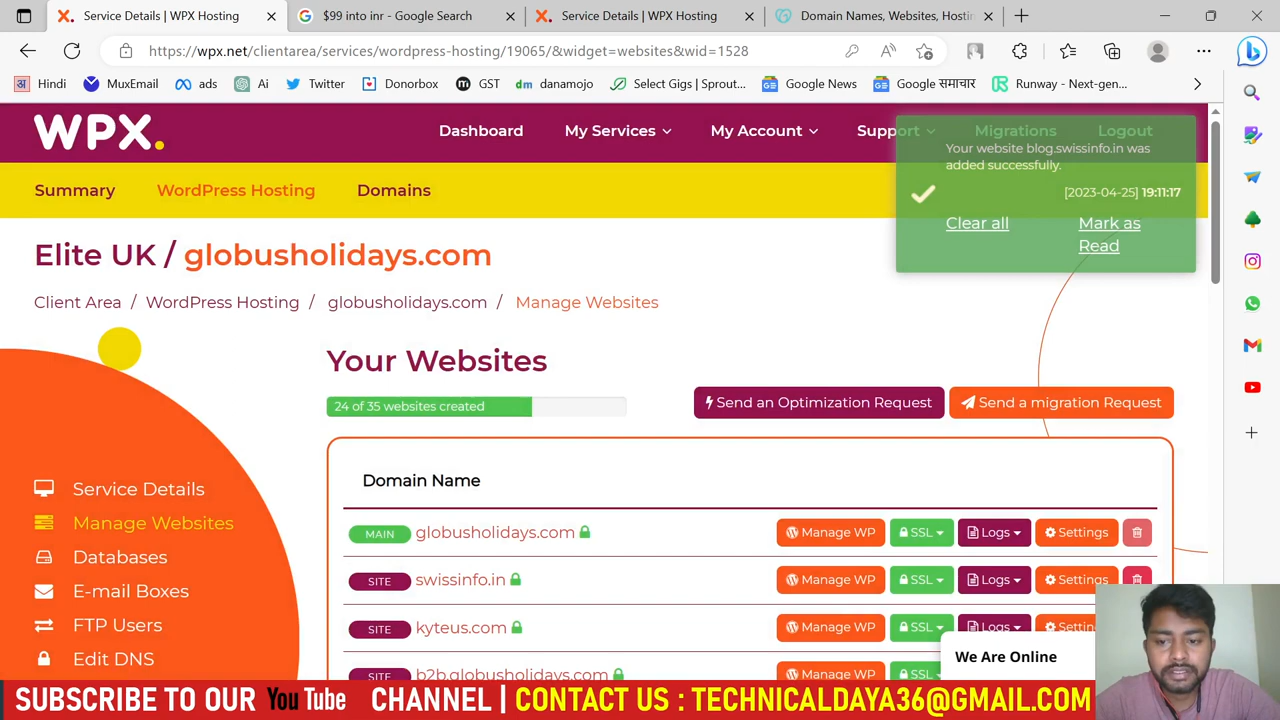 Service Details | WPX Hosting
$99 into inr - Google Search
Service Details | WPX Hosting
Domain Names, Websites, Hostin
https://wpx.net/clientarea/services/wordpress-hosting/19065/&widget=websites&wid=1528
अ Hindi
MuxEmail
ads
Ai
Twitter
Donorbox
m GST
dm danamojo
Select Gigs | Sprout...
Google News
Google समाचार
Runway - Next-gen...
WPX.
Dashboard
My Services
My Account
Support
Migrations
Logout
Your website blog.swissinfo.in was
added successfully.
[2023-04-25] 19:11:17
Clear all
Mark as
Read
Summary
WordPress Hosting
Domains
Elite UK / globusholidays.com
Client Area / WordPress Hosting / globusholidays.com / Manage Websites
Your Websites
24 of 35 websites created
Send an Optimization Request
Send a migration Request
Domain Name
MAIN globusholidays.com Manage WP SSL Logs Settings
SITE swissinfo.in Manage WP SSL Logs Settings
SITE kyteus.com Manage WP SSL Logs
SITE b2b.globusholidays.com Manage WP SSL
Service Details
Manage Websites
Databases
E-mail Boxes
FTP Users
Edit DNS
We Are Online
SUBSCRIBE TO OUR YouTube CHANNEL | CONTACT US : TECHNICALDAYA36@GMAIL.COM